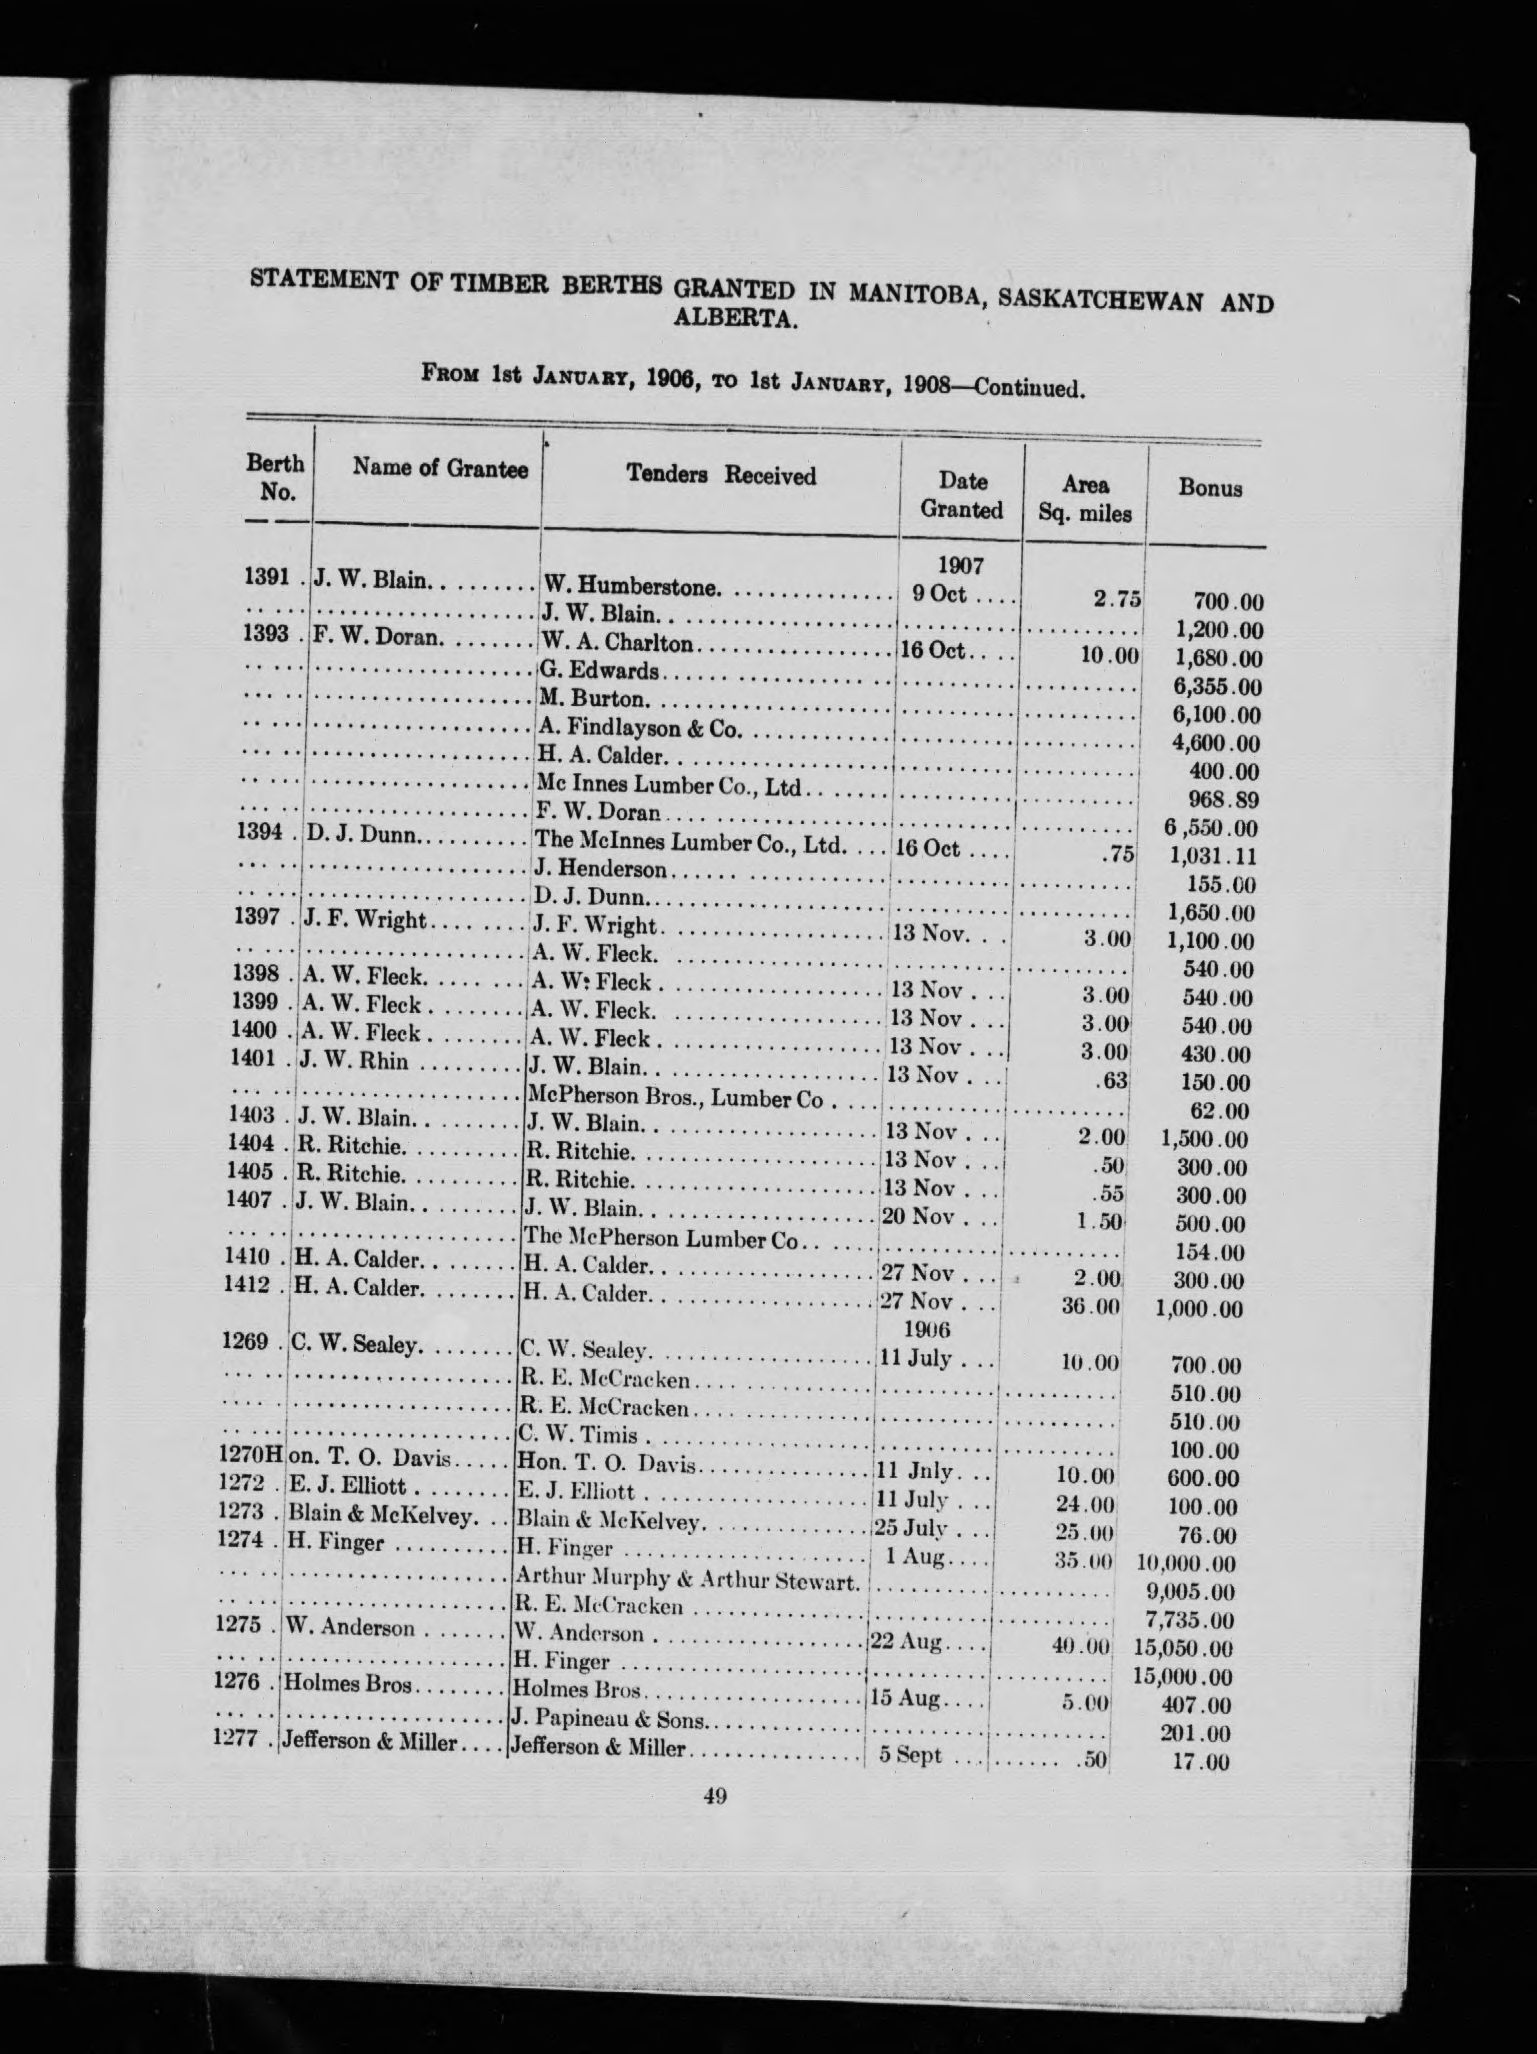 STATEMENT OF TIMBER BERTHS GRANTED IN MANITOBA, SASKATCHEWAN AND
ALBERTA.
FROM 1st JANUARY, 1906, TO 1st JANUARY, 1908—Continued.
Berth No. Name of Grantee Tenders Received Date Granted Area Sq. miles Bonus
1907
1391 . J. W. Blain. . . . . . . . . W. Humberstone. . . . . . . . . . . . . . . 9 Oct . . . . 2.75 700.00
. . . . . . . . . . J. W. Blain. . . . . . . . . . . . . . . . . . . . 1,200.00
1393 . F. W. Doran. . . . . . . . W. A. Charlton. . . . . . . . . . . . . . . . 16 Oct. . . . 10.00 1,680.00
. . . . . . . . . . G. Edwards. . . . . . . . . . . . . . . . . . . . 6,355.00
. . . . . . . . . . M. Burton. . . . . . . . . . . . . . . . . . . . 6,100.00
. . . . . . . . . . A. Findlayson & Co. . . . . . . . . . . . . . . . . . . . 4,600.00
. . . . . . . . . . H. A. Calder. . . . . . . . . . . . . . . . . . . . 400.00
. . . . . . . . . . Mc Innes Lumber Co., Ltd. . . . . . . . . . . . . . . . 968.89
. . . . . . . . . . F. W. Doran . . . . . . . . . . . . . . . . . . . . 6,550.00
1394 . D. J. Dunn. . . . . . . . . . The McInnes Lumber Co., Ltd. . . . 16 Oct . . . . .75 1,031.11
. . . . . . . . . . J. Henderson. . . . . . . . . . . . . . . . . . . . 155.00
. . . . . . . . . . D. J. Dunn. . . . . . . . . . . . . . . . . . . . 1,650.00
1397 . J. F. Wright. . . . . . . . J. F. Wright. . . . . . . . . . . . . . . . . . . 13 Nov. . . 3.00 1,100.00
. . . . . . . . . . A. W. Fleck. . . . . . . . . . . . . . . . . . . . 540.00
1398 . A. W. Fleck. . . . . . . . A. W: Fleck . . . . . . . . . . . . . . . . . . . 13 Nov . . . 3.00 540.00
1399 . A. W. Fleck . . . . . . . . A. W. Fleck. . . . . . . . . . . . . . . . . . . 13 Nov . . . 3.00 540.00
1400 . A. W. Fleck . . . . . . . . A. W. Fleck . . . . . . . . . . . . . . . . . . . 13 Nov . . . 3.00 430.00
1401 . J. W. Rhin . . . . . . . . . J. W. Blain. . . . . . . . . . . . . . . . . . . . 13 Nov . . . .63 150.00
. . . . . . . . . . McPherson Bros., Lumber Co . . . . . . . . . . . . . . 62.00
1403 . J. W. Blain. . . . . . . . . J. W. Blain. . . . . . . . . . . . . . . . . . . . 13 Nov . . . 2.00 1,500.00
1404 . R. Ritchie. . . . . . . . . . R. Ritchie. . . . . . . . . . . . . . . . . . . . . 13 Nov . . . .50 300.00
1405 . R. Ritchie. . . . . . . . . . R. Ritchie. . . . . . . . . . . . . . . . . . . . . 13 Nov . . . .55 300.00
1407 . J. W. Blain. . . . . . . . . J. W. Blain. . . . . . . . . . . . . . . . . . . . 20 Nov . . . 1.50 500.00
. . . . . . . . . . The McPherson Lumber Co. . . . . . . . . . . . . . . . 154.00
1410 . H. A. Calder. . . . . . . . H. A. Calder. . . . . . . . . . . . . . . . . . . 27 Nov . . . 2.00 300.00
1412 . H. A. Calder. . . . . . . . H. A. Calder. . . . . . . . . . . . . . . . . . . 27 Nov . . . 36.00 1,000.00
1906
1269 . C. W. Sealey. . . . . . . . C. W. Sealey. . . . . . . . . . . . . . . . . . . . 11 July . . . 10.00 700.00
. . . . . . . . . . R. E. McCracken. . . . . . . . . . . . . . . . . . . . 510.00
. . . . . . . . . . R. E. McCracken. . . . . . . . . . . . . . . . . . . . 510.00
. . . . . . . . . . C. W. Timis . . . . . . . . . . . . . . . . . . . . 100.00
1270Hon. T. O. Davis. . . . . Hon. T. O. Davis. . . . . . . . . . . . . . . 11 Jnly. . . 10.00 600.00
1272 . E. J. Elliott . . . . . . . . E. J. Elliott . . . . . . . . . . . . . . . . . . . 11 July . . . 24.00 100.00
1273 . Blain & McKelvey. . . Blain & McKelvey. . . . . . . . . . . . . . . 25 July . . . 25.00 76.00
1274 . H. Finger . . . . . . . . . . H. Finger . . . . . . . . . . . . . . . . . . . . . 1 Aug. . . . 35.00 10,000.00
. . . . . . . . . . Arthur Murphy & Arthur Stewart. . . . . . . . . . . . . 9,005.00
. . . . . . . . . . R. E. McCracken . . . . . . . . . . . . . . . . . . . . 7,735.00
1275 . W. Anderson . . . . . . . W. Anderson . . . . . . . . . . . . . . . . . . 22 Aug. . . . 40.00 15,050.00
. . . . . . . . . . H. Finger . . . . . . . . . . . . . . . . . . . . 15,000.00
1276 . Holmes Bros. . . . . . . . Holmes Bros. . . . . . . . . . . . . . . . . . . 15 Aug. . . . 5.00 407.00
. . . . . . . . . . J. Papineau & Sons. . . . . . . . . . . . . . . . . . . . 201.00
1277 . Jefferson & Miller. . . . Jefferson & Miller. . . . . . . . . . . . . . . 5 Sept . . . . . . . . . .50 17.00
49